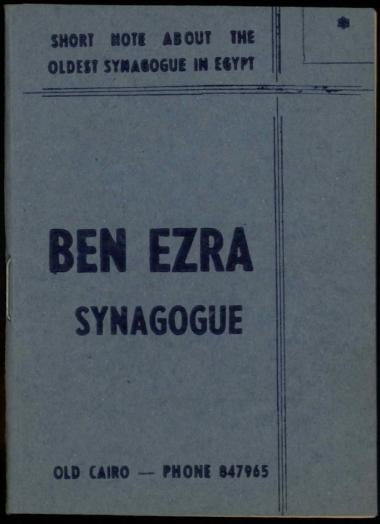 SHORT NOTE ABOUT THE
OLDEST SYNAGOGUE IN EGYPT
BEN EZRA
SYNAGOGUE
OLD CAIRO — PHONE 847965